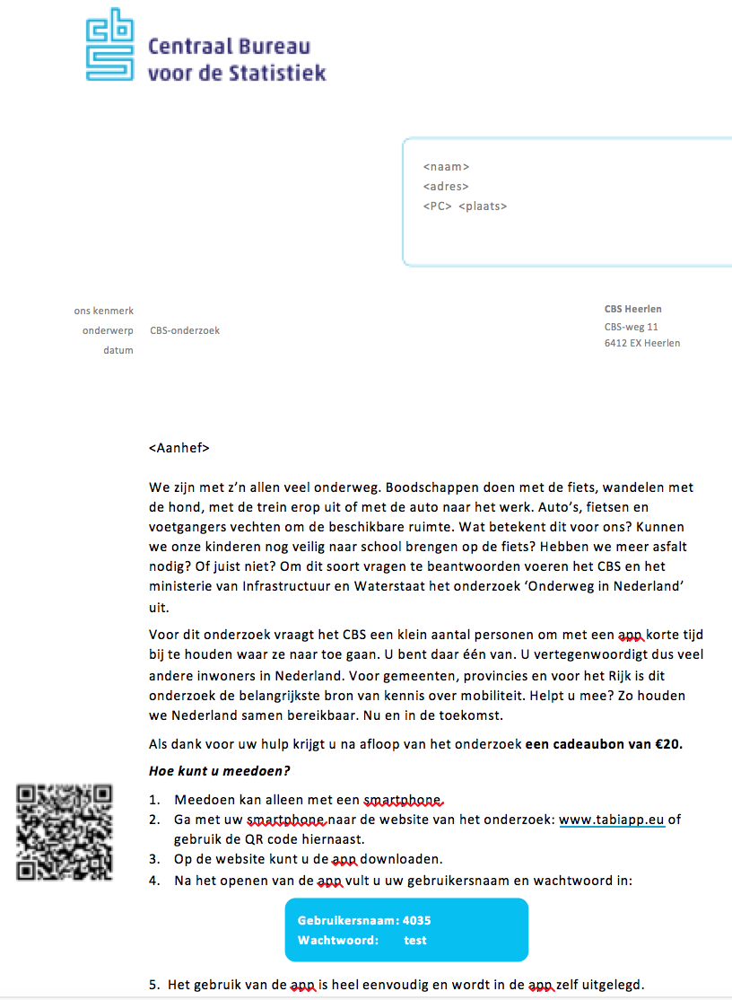 cbs
Centraal Bureau
voor de Statistiek
<naam>
<adres>
<PC> <plaats>
ons kenmerk
onderwerp CBS-onderzoek
datum
CBS Heerlen
CBS-weg 11
6412 EX Heerlen
<Aanhef>
We zijn met z’n allen veel onderweg. Boodschappen doen met de fiets, wandelen met
de hond, met de trein erop uit of met de auto naar het werk. Auto’s, fietsen en
voetgangers vechten om de beschikbare ruimte. Wat betekent dit voor ons? Kunnen
we onze kinderen nog veilig naar school brengen op de fiets? Hebben we meer asfalt
nodig? Of juist niet? Om dit soort vragen te beantwoorden voeren het CBS en het
ministerie van Infrastructuur en Waterstaat het onderzoek ‘Onderweg in Nederland’
uit.
Voor dit onderzoek vraagt het CBS een klein aantal personen om met een app korte tijd
bij te houden waar ze naar toe gaan. U bent daar één van. U vertegenwoordigt dus veel
andere inwoners in Nederland. Voor gemeenten, provincies en voor het Rijk is dit
onderzoek de belangrijkste bron van kennis over mobiliteit. Helpt u mee? Zo houden
we Nederland samen bereikbaar. Nu en in de toekomst.
Als dank voor uw hulp krijgt u na afloop van het onderzoek een cadeaubon van €20.
Hoe kunt u meedoen?
1. Meedoen kan alleen met een smartphone.
2. Ga met uw smartphone naar de website van het onderzoek: www.tabiapp.eu of
gebruik de QR code hiernaast.
3. Op de website kunt u de app downloaden.
4. Na het openen van de app vult u uw gebruikersnaam en wachtwoord in:
Gebruikersnaam: 4035
Wachtwoord: test
5. Het gebruik van de app is heel eenvoudig en wordt in de app zelf uitgelegd.